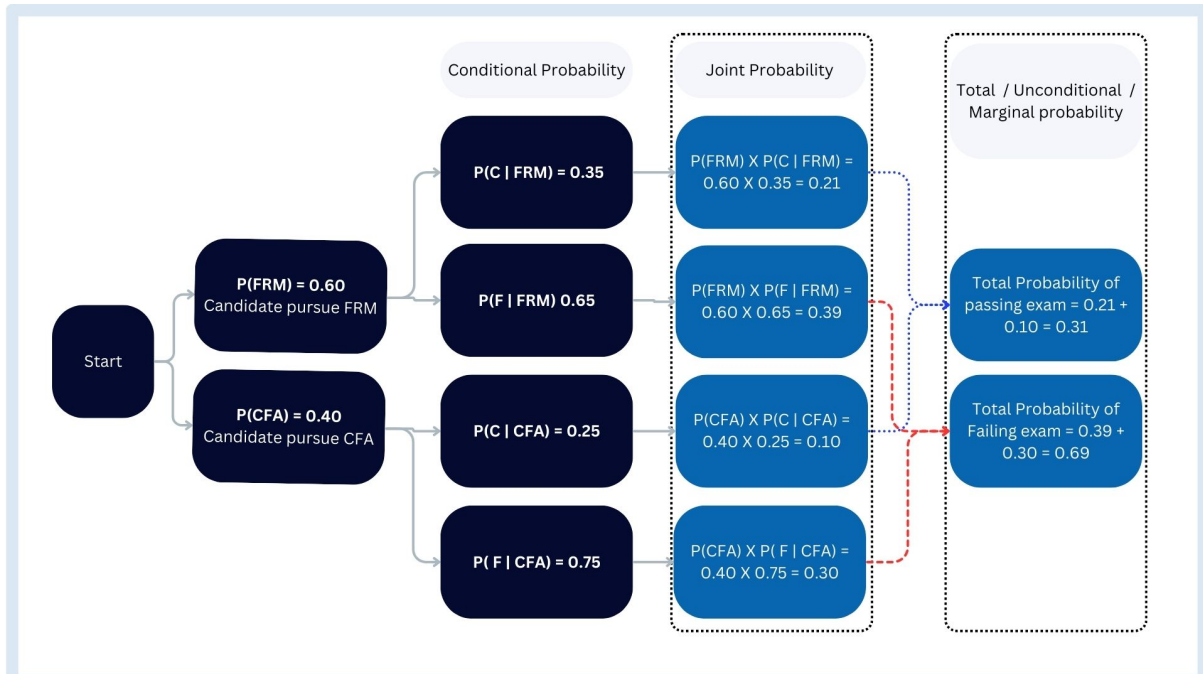 Conditional Probability
Joint Probability
Total / Unconditional /
Marginal probability
Start
P(FRM) = 0.60
Candidate pursue FRM
P(CFA) = 0.40
Candidate pursue CFA
P(C | FRM) = 0.35
P(F | FRM) 0.65
P(C | CFA) = 0.25
P( F | CFA) = 0.75
P(FRM) X P(C | FRM) =
0.60 X 0.35 = 0.21
P(FRM) X P(F | FRM) =
0.60 X 0.65 = 0.39
P(CFA) X P(C | CFA) =
0.40 X 0.25 = 0.10
P(CFA) X P( F | CFA) =
0.40 X 0.75 = 0.30
Total Probability of
passing exam = 0.21 +
0.10 = 0.31
Total Probability of
Failing exam = 0.39 +
0.30 = 0.69